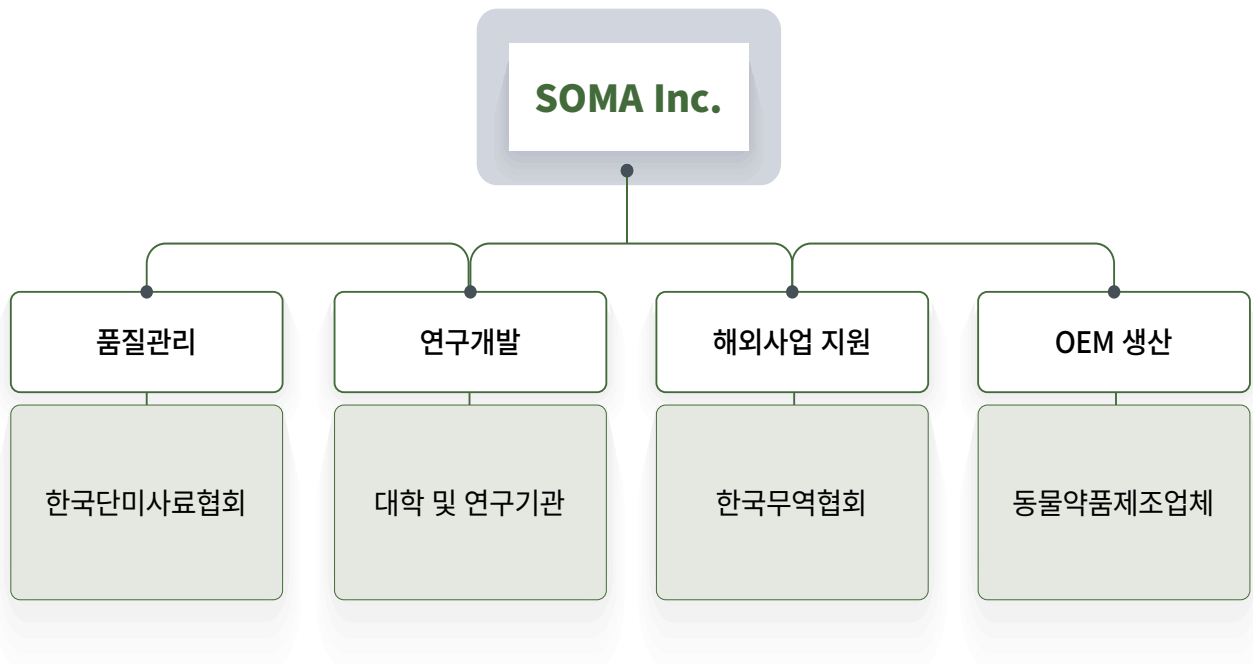 SOMA Inc.
품질관리
연구개발
해외사업 지원
OEM 생산
한국단미사료협회
대학 및 연구기관
한국무역협회
동물약품제조업체